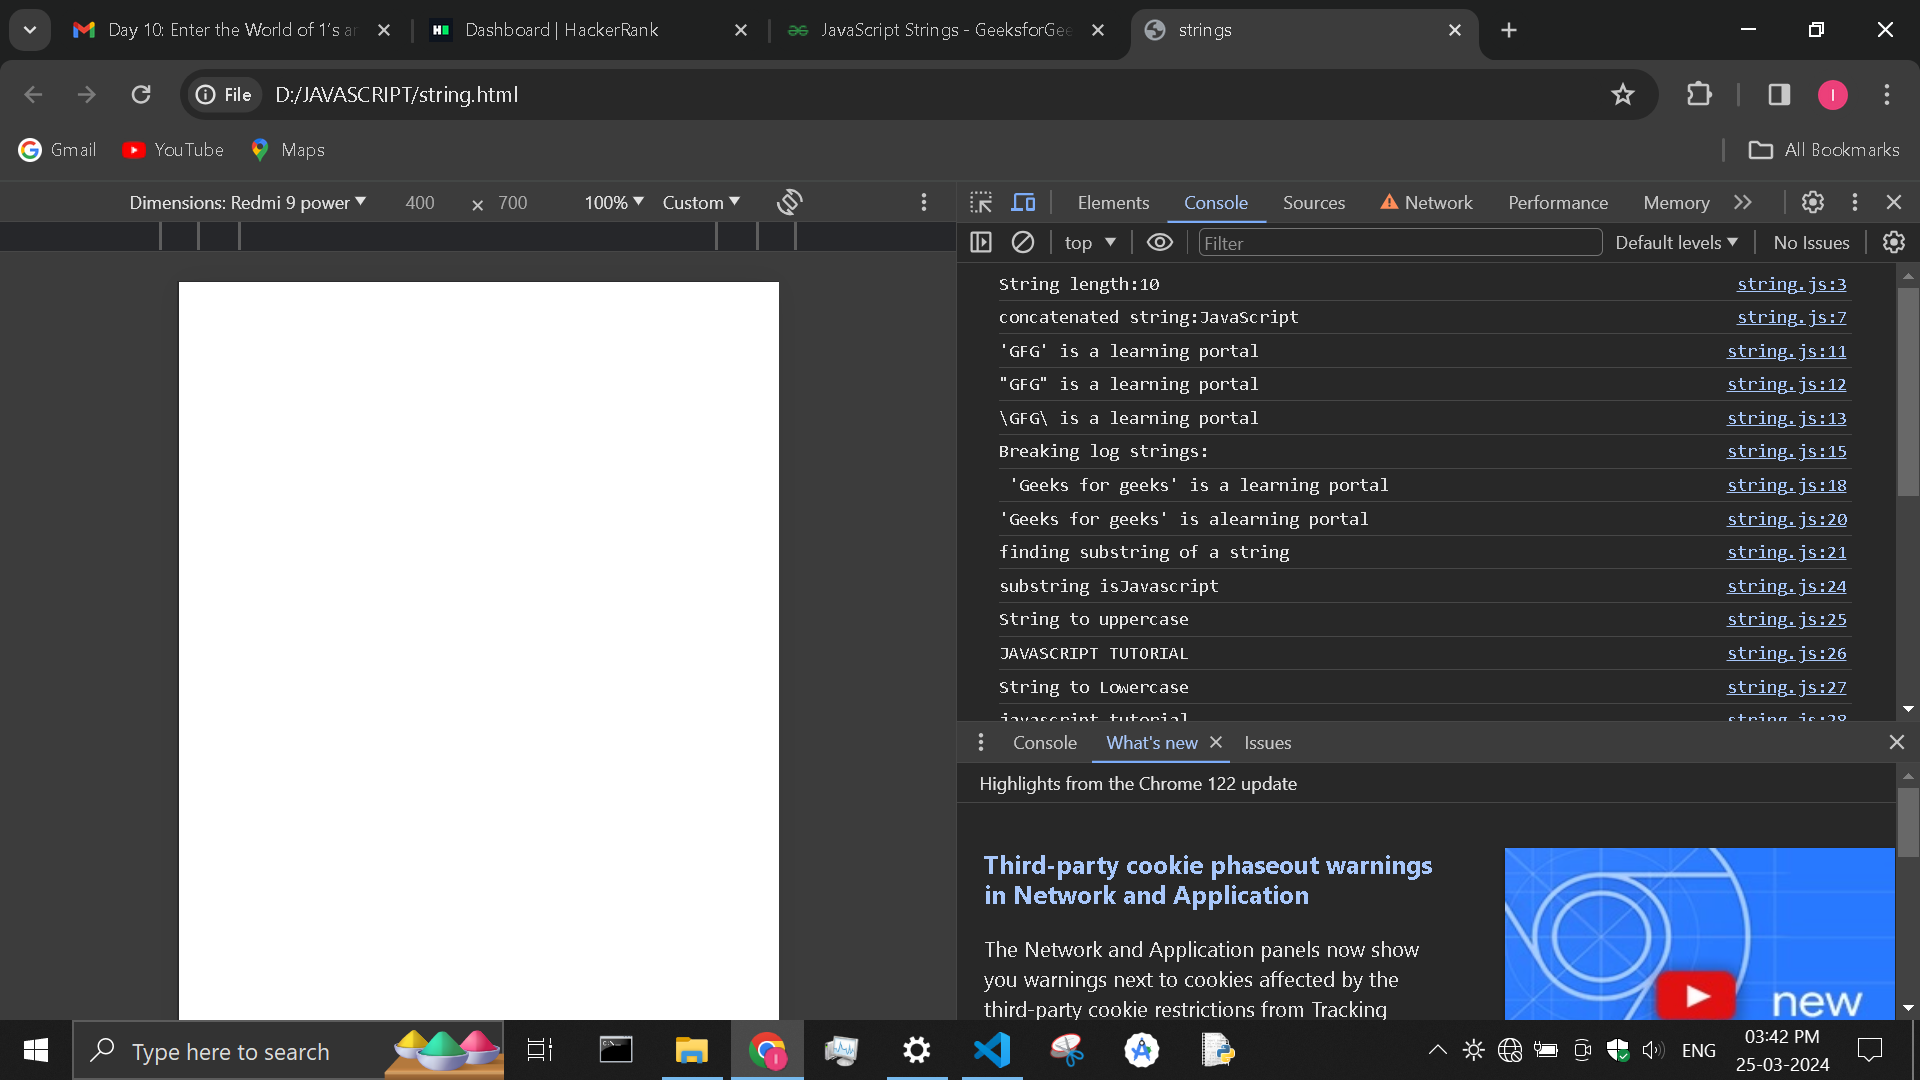 Day 10: Enter the World of 1's ar
Dashboard | HackerRank
JavaScript Strings - GeeksforGee
strings
File
D:/JAVASCRIPT/string.html
Gmail
YouTube
Maps
All Bookmarks
Dimensions: Redmi 9 power ▼ 400 × 700 100% ▼ Custom ▼
Elements Console Sources Network Performance Memory
top ▼ Filter Default levels ▼ No Issues
String length:10 string.js:3
concatenated string:JavaScript string.js:7
'GFG' is a learning portal string.js:11
"GFG" is a learning portal string.js:12
\GFG\ is a learning portal string.js:13
Breaking log strings: string.js:15
'Geeks for geeks' is a learning portal string.js:18
'Geeks for geeks' is alearning portal string.js:20
finding substring of a string string.js:21
substring isJavascript string.js:24
String to uppercase string.js:25
JAVASCRIPT TUTORIAL string.js:26
String to Lowercase string.js:27
javascript tutorial string.js:28
Console What's new Issues
Highlights from the Chrome 122 update
Third-party cookie phaseout warnings
in Network and Application
The Network and Application panels now show
you warnings next to cookies affected by the
third-party cookie restrictions from Tracking
new
Type here to search
ENG
03:42 PM
25-03-2024